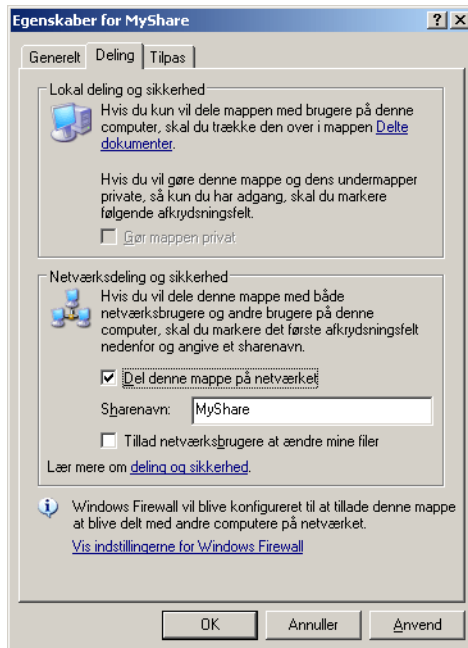 Egenskaber for MyShare
Generelt Deling Tilpas
Lokal deling og sikkerhed
Hvis du kun vil dele mappen med brugere på denne
computer, skal du trække den over i mappen Delte
dokumenter.
Hvis du vil gøre denne mappe og dens undermapper
private, så kun du har adgang, skal du markere
følgende afkrydsningsfelt.
Gør mappen privat
Netværksdeling og sikkerhed
Hvis du vil dele denne mappe med både
netværksbrugere og andre brugere på denne
computer, skal du markere det første afkrydsningsfelt
nedenfor og angive et sharenavn.
Del denne mappe på netværket
Sharenavn: MyShare
Tillad netværksbrugere at ændre mine filer
Lær mere om deling og sikkerhed.
Windows Firewall vil blive konfigureret til at tillade denne mappe
at blive delt med andre computere på netværket.
Vis indstillingerne for Windows Firewall
OK Annuller Anvend